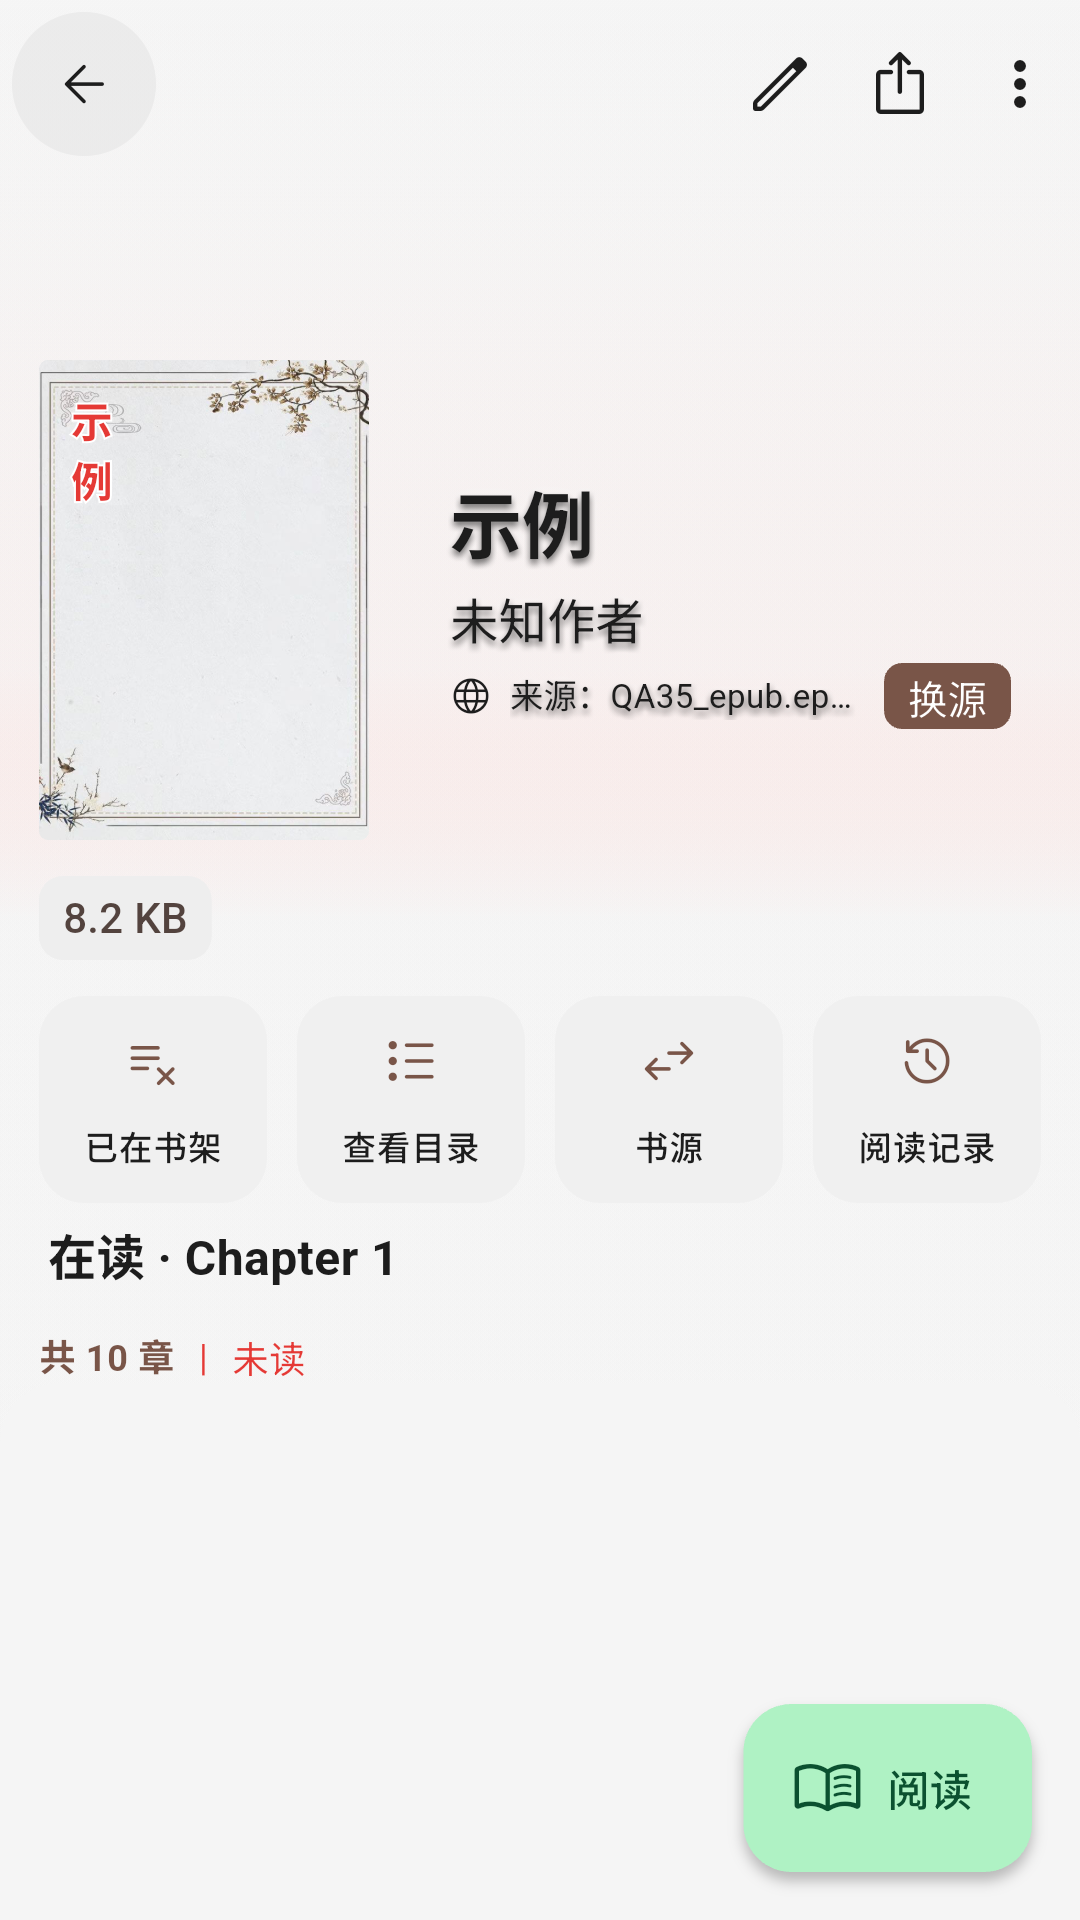 示
例
示例
未知作者
来源：QA35_epub.ep…
换源
8.2 KB
已在书架
查看目录
书源
阅读记录
在读 · Chapter 1
共 10 章 | 未读
阅读